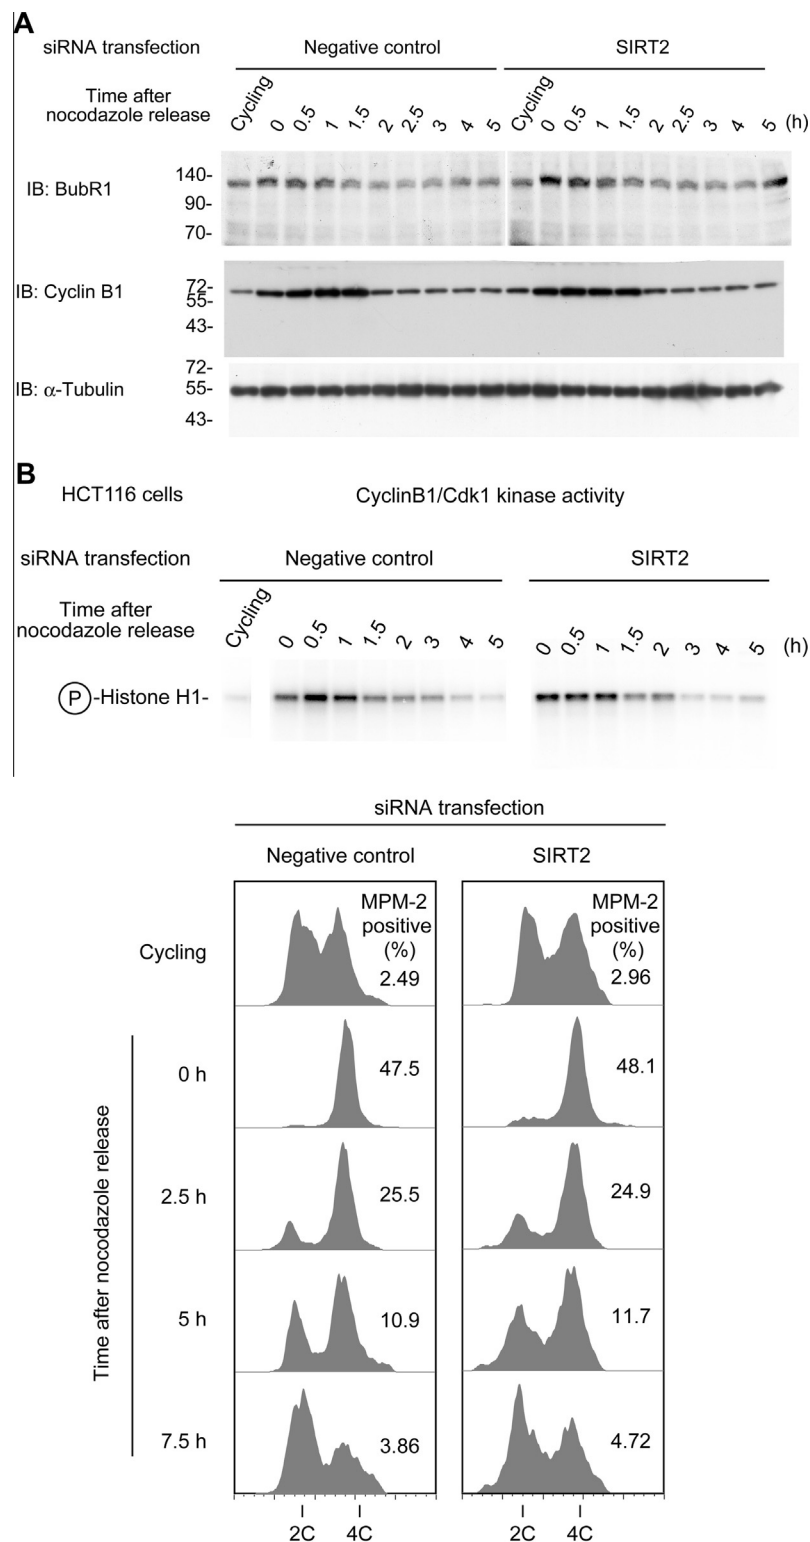 A
siRNA transfection Negative control SIRT2
Time after
nocodazole release
Cycling 0 0.5 1 1.5 2 2.5 3 4 5 Cycling 0 0.5 1 1.5 2 2.5 3 4 5 (h)
IB: BubR1
140-
90-
70-
IB: Cyclin B1
72-
55-
43-
IB: α-Tubulin
72-
55-
43-
B
HCT116 cells CyclinB1/Cdk1 kinase activity
siRNA transfection Negative control SIRT2
Time after
nocodazole release
Cycling 0 0.5 1 1.5 2 3 4 5 0 0.5 1 1.5 2 3 4 5 (h)
P-Histone H1-
siRNA transfection
Negative control SIRT2
MPM-2 MPM-2
positive positive
(%) (%)
Cycling 2.49 2.96
Time after nocodazole release
0 h 47.5 48.1
2.5 h 25.5 24.9
5 h 10.9 11.7
7.5 h 3.86 4.72
2C 4C 2C 4C